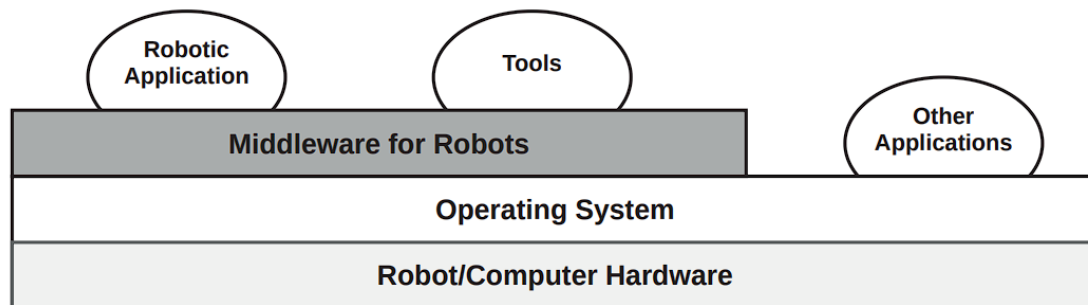 Robotic
Application
Tools
Other
Applications
Middleware for Robots
Operating System
Robot/Computer Hardware